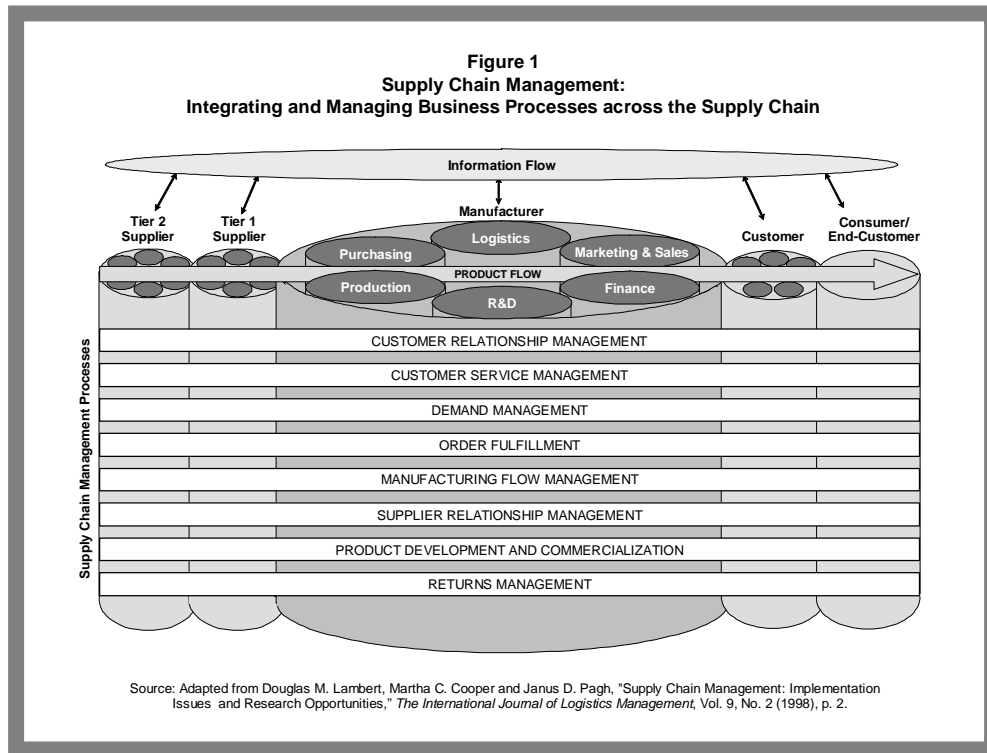 Figure 1
Supply Chain Management:
Integrating and Managing Business Processes across the Supply Chain
Information Flow
Tier 2
Supplier
Tier 1
Supplier
Manufacturer
Customer
Consumer/
End-Customer
Logistics
Purchasing
Marketing & Sales
PRODUCT FLOW
Production
Finance
R&D
Supply Chain Management Processes
CUSTOMER RELATIONSHIP MANAGEMENT
CUSTOMER SERVICE MANAGEMENT
DEMAND MANAGEMENT
ORDER FULFILLMENT
MANUFACTURING FLOW MANAGEMENT
SUPPLIER RELATIONSHIP MANAGEMENT
PRODUCT DEVELOPMENT AND COMMERCIALIZATION
RETURNS MANAGEMENT
Source: Adapted from Douglas M. Lambert, Martha C. Cooper and Janus D. Pagh, "Supply Chain Management: Implementation
Issues and Research Opportunities," The International Journal of Logistics Management, Vol. 9, No. 2 (1998), p. 2.